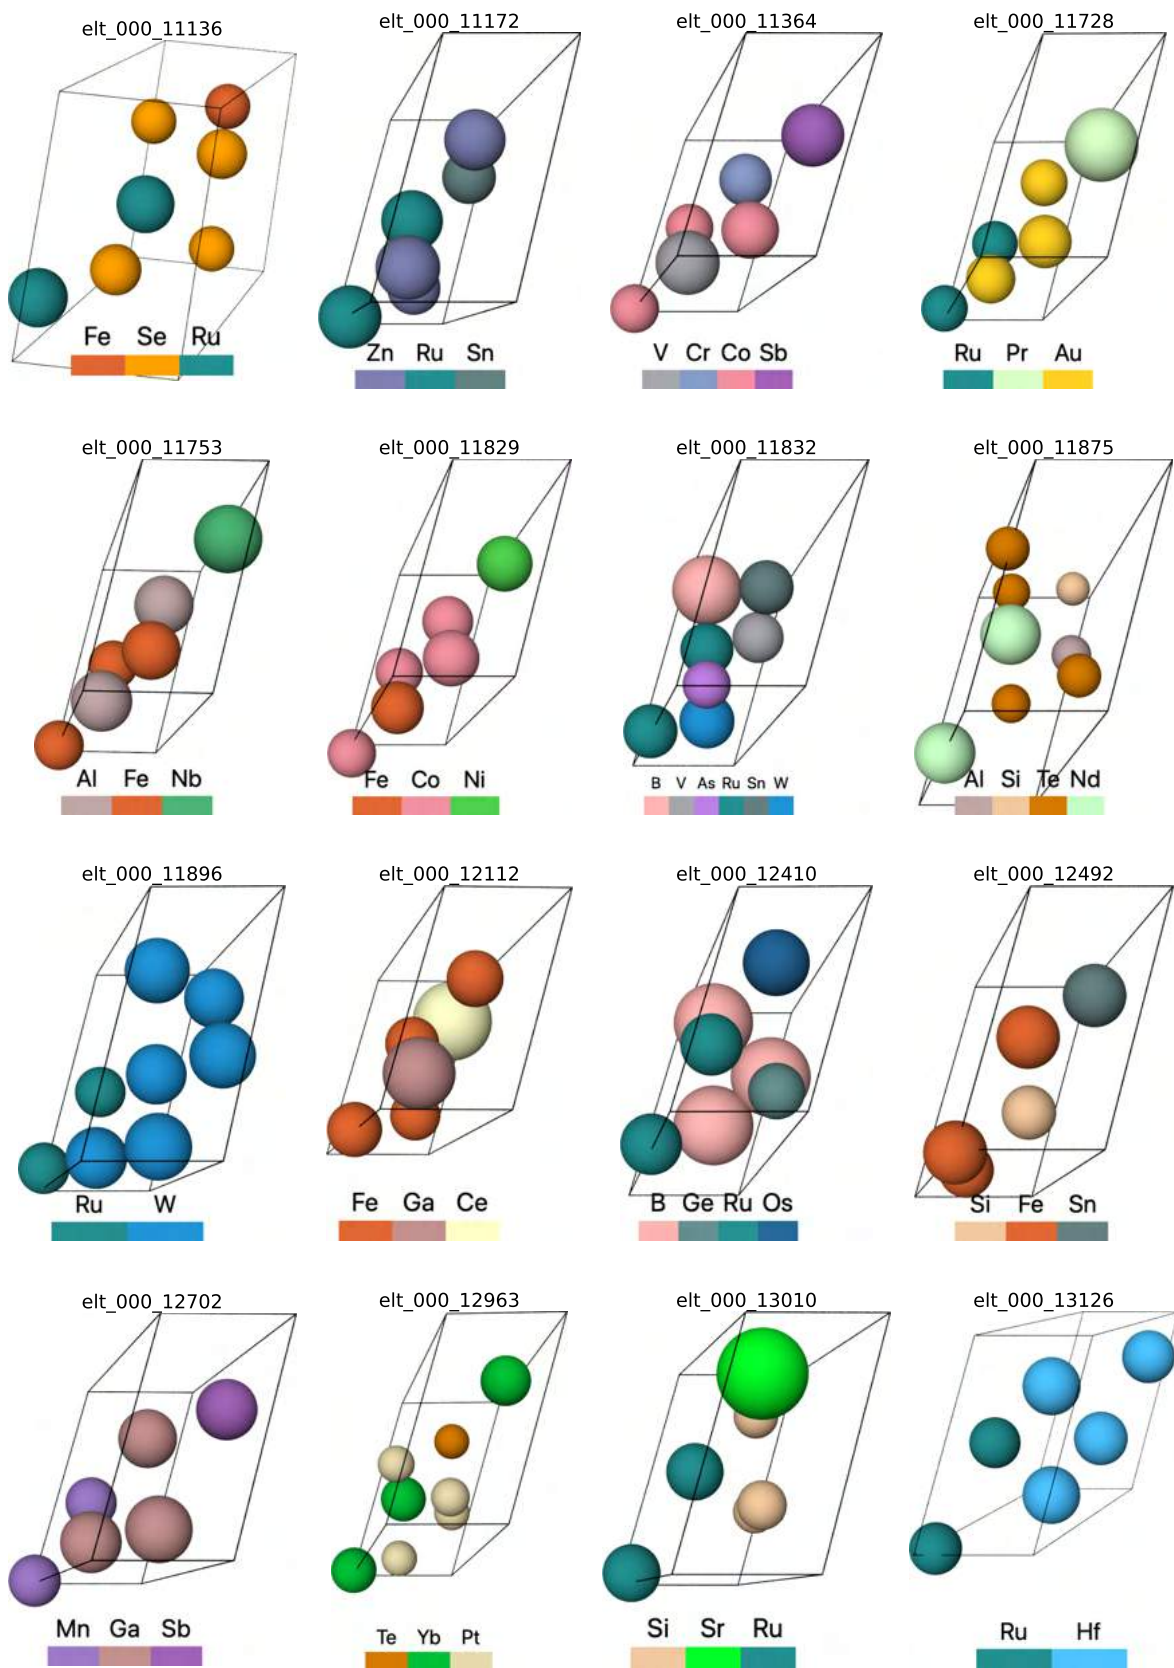 elt_000_11136
elt_000_11172
elt_000_11364
elt_000_11728
Fe Se Ru
Zn Ru Sn
V Cr Co Sb
Ru Pr Au
elt_000_11753
elt_000_11829
elt_000_11832
elt_000_11875
Al Fe Nb
Fe Co Ni
B V As Ru Sn W
Al Si Te Nd
elt_000_11896
elt_000_12112
elt_000_12410
elt_000_12492
Ru W
Fe Ga Ce
B Ge Ru Os
Si Fe Sn
elt_000_12702
elt_000_12963
elt_000_13010
elt_000_13126
Mn Ga Sb
Te Yb Pt
Si Sr Ru
Ru Hf